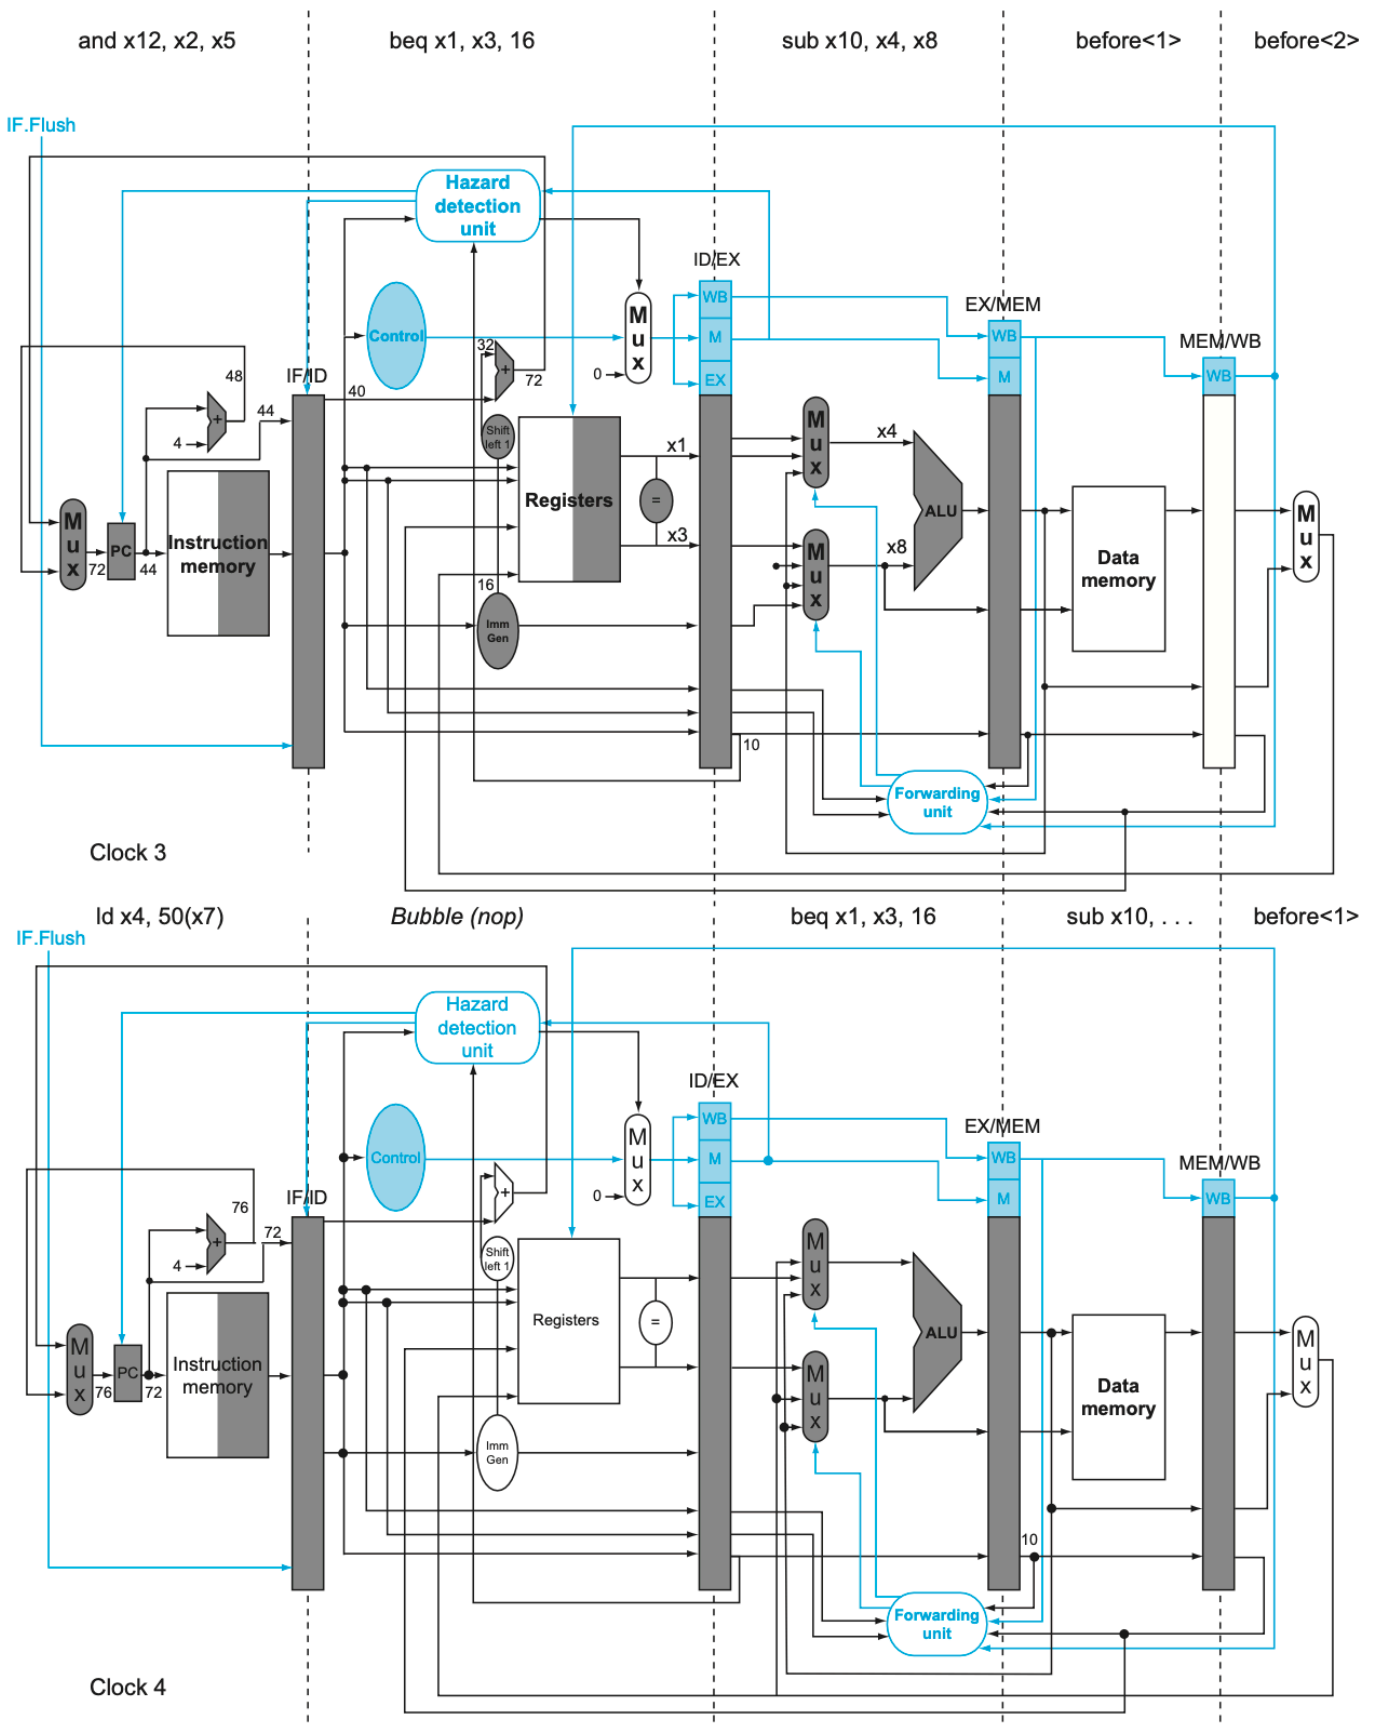 and x12, x2, x5
beq x1, x3, 16
sub x10, x4, x8
before<1>
before<2>
IF.Flush
Hazard
detection
unit
ID/EX
WB
M
EX
EX/MEM
WB
M
MEM/WB
WB
Control
M
u
x
0
32
+
72
IF/ID
40
48
44
4
+
Shift
left 1
x1
=
x3
Registers
M
u
x
x4
ALU
M
u
x
x8
M
u
x
72
PC
44
Instruction
memory
16
Imm
Gen
Data
memory
M
u
x
10
Forwarding
unit
Clock 3
ld x4, 50(x7)
Bubble (nop)
beq x1, x3, 16
sub x10, . . .
before<1>
IF.Flush
Hazard
detection
unit
ID/EX
WB
M
EX
EX/MEM
WB
M
MEM/WB
WB
Control
M
u
x
0
+
IF/ID
76
72
4
+
Shift
left 1
=
Registers
M
u
x
ALU
M
u
x
M
u
x
76
PC
72
Instruction
memory
Imm
Gen
Data
memory
M
u
x
10
Forwarding
unit
Clock 4